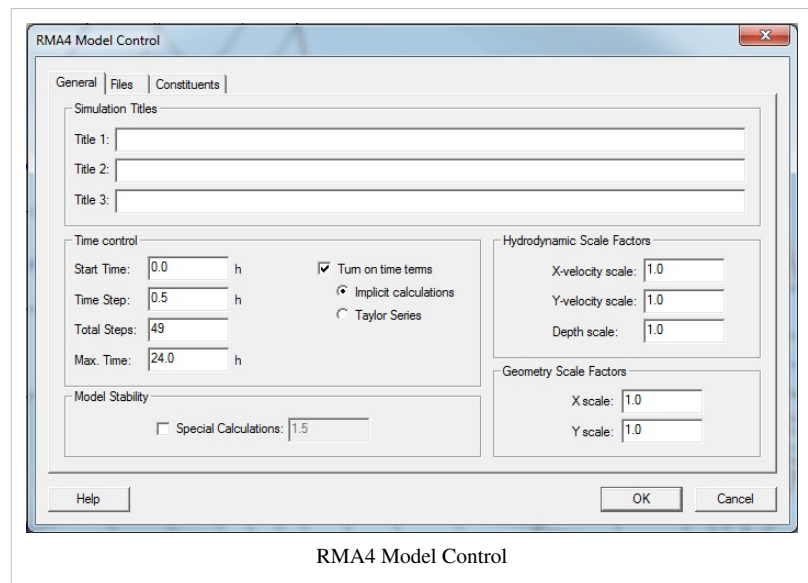 RMA4 Model Control
General Files Constituents
Simulation Titles
Title 1:
Title 2:
Title 3:
Time control
Start Time: 0.0 h
Time Step: 0.5 h
Total Steps: 49
Max. Time: 24.0 h
Turn on time terms
Implicit calculations
Taylor Series
Hydrodynamic Scale Factors
X-velocity scale: 1.0
Y-velocity scale: 1.0
Depth scale: 1.0
Model Stability
Special Calculations: 1.5
Geometry Scale Factors
X scale: 1.0
Y scale: 1.0
Help OK Cancel
RMA4 Model Control